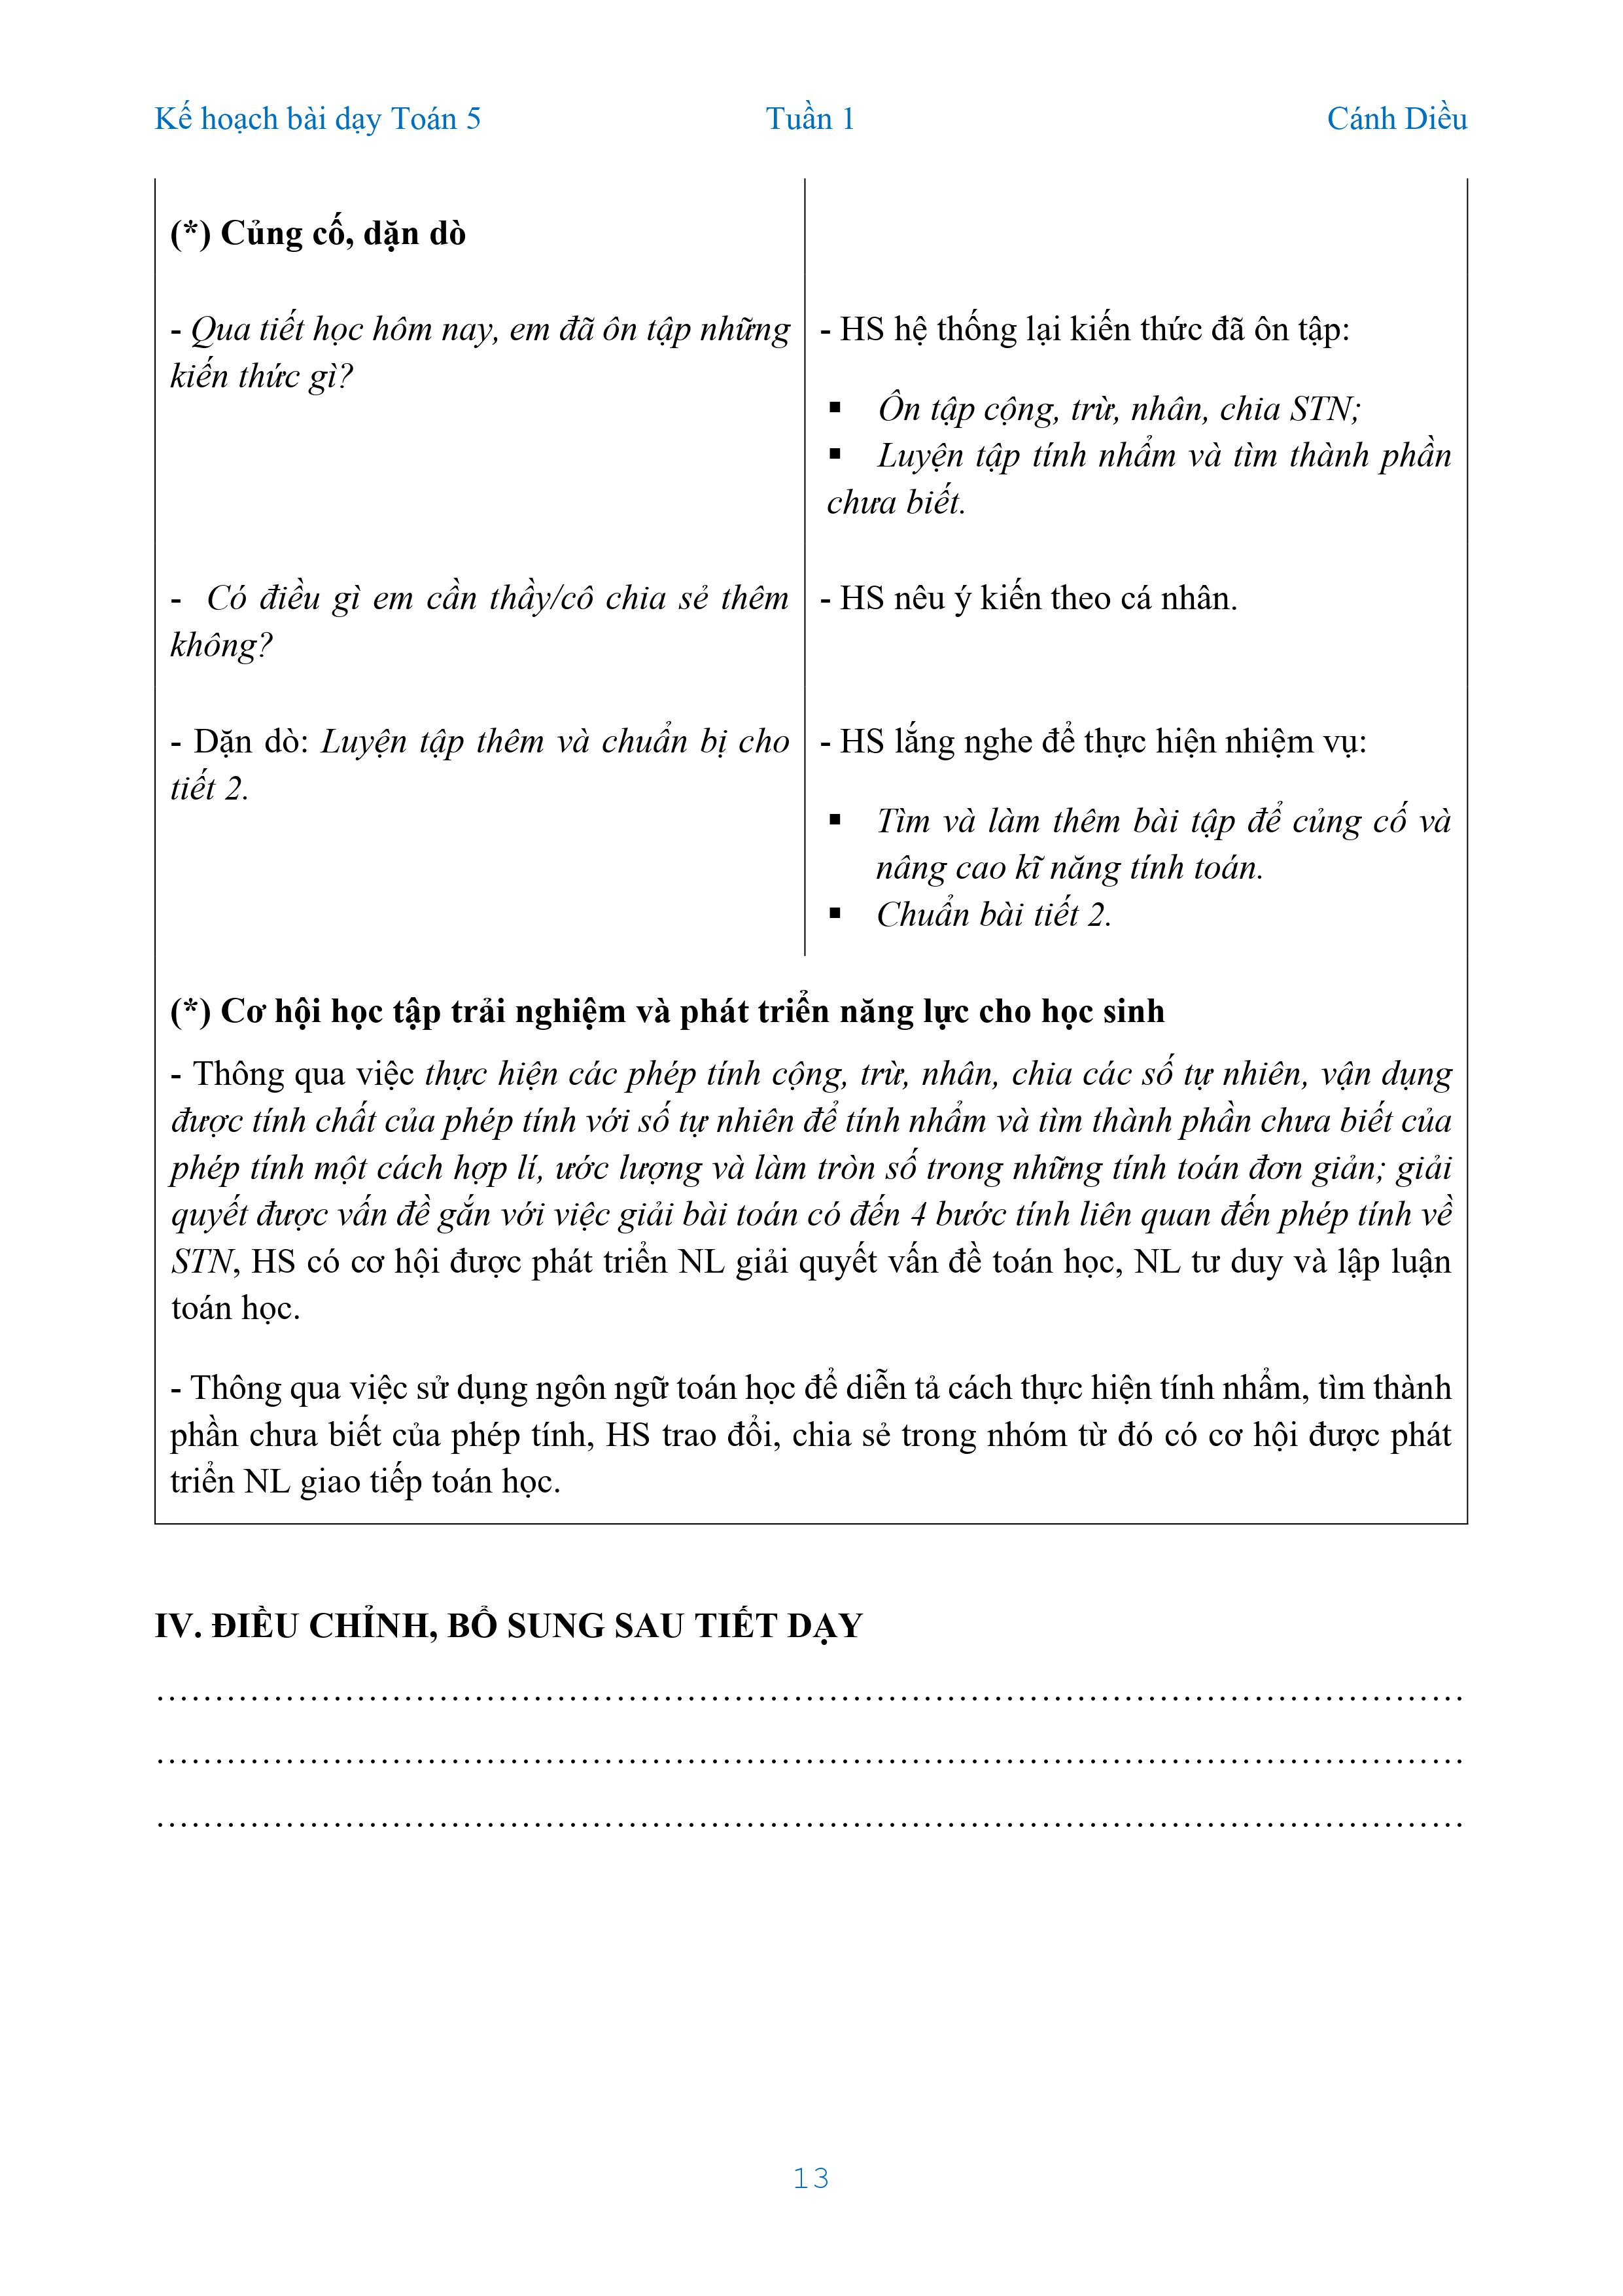 Kế hoạch bài dạy Toán 5 Tuần 1 Cánh Diều
(*) Củng cố, dặn dò
- Qua tiết học hôm nay, em đã ôn tập những
kiến thức gì?
- HS hệ thống lại kiến thức đã ôn tập:
▪ Ôn tập cộng, trừ, nhân, chia STN;
▪ Luyện tập tính nhẩm và tìm thành phần
chưa biết.
- Có điều gì em cần thầy/cô chia sẻ thêm
không?
- HS nêu ý kiến theo cá nhân.
- Dặn dò: Luyện tập thêm và chuẩn bị cho
tiết 2.
- HS lắng nghe để thực hiện nhiệm vụ:
▪ Tìm và làm thêm bài tập để củng cố và
nâng cao kĩ năng tính toán.
▪ Chuẩn bài tiết 2.
(*) Cơ hội học tập trải nghiệm và phát triển năng lực cho học sinh
- Thông qua việc thực hiện các phép tính cộng, trừ, nhân, chia các số tự nhiên, vận dụng
được tính chất của phép tính với số tự nhiên để tính nhẩm và tìm thành phần chưa biết của
phép tính một cách hợp lí, ước lượng và làm tròn số trong những tính toán đơn giản; giải
quyết được vấn đề gắn với việc giải bài toán có đến 4 bước tính liên quan đến phép tính về
STN, HS có cơ hội được phát triển NL giải quyết vấn đề toán học, NL tư duy và lập luận
toán học.
- Thông qua việc sử dụng ngôn ngữ toán học để diễn tả cách thực hiện tính nhẩm, tìm thành
phần chưa biết của phép tính, HS trao đổi, chia sẻ trong nhóm từ đó có cơ hội được phát
triển NL giao tiếp toán học.
IV. ĐIỀU CHỈNH, BỔ SUNG SAU TIẾT DẠY
……………………………………………………………………………………………
……………………………………………………………………………………………
……………………………………………………………………………………………
13